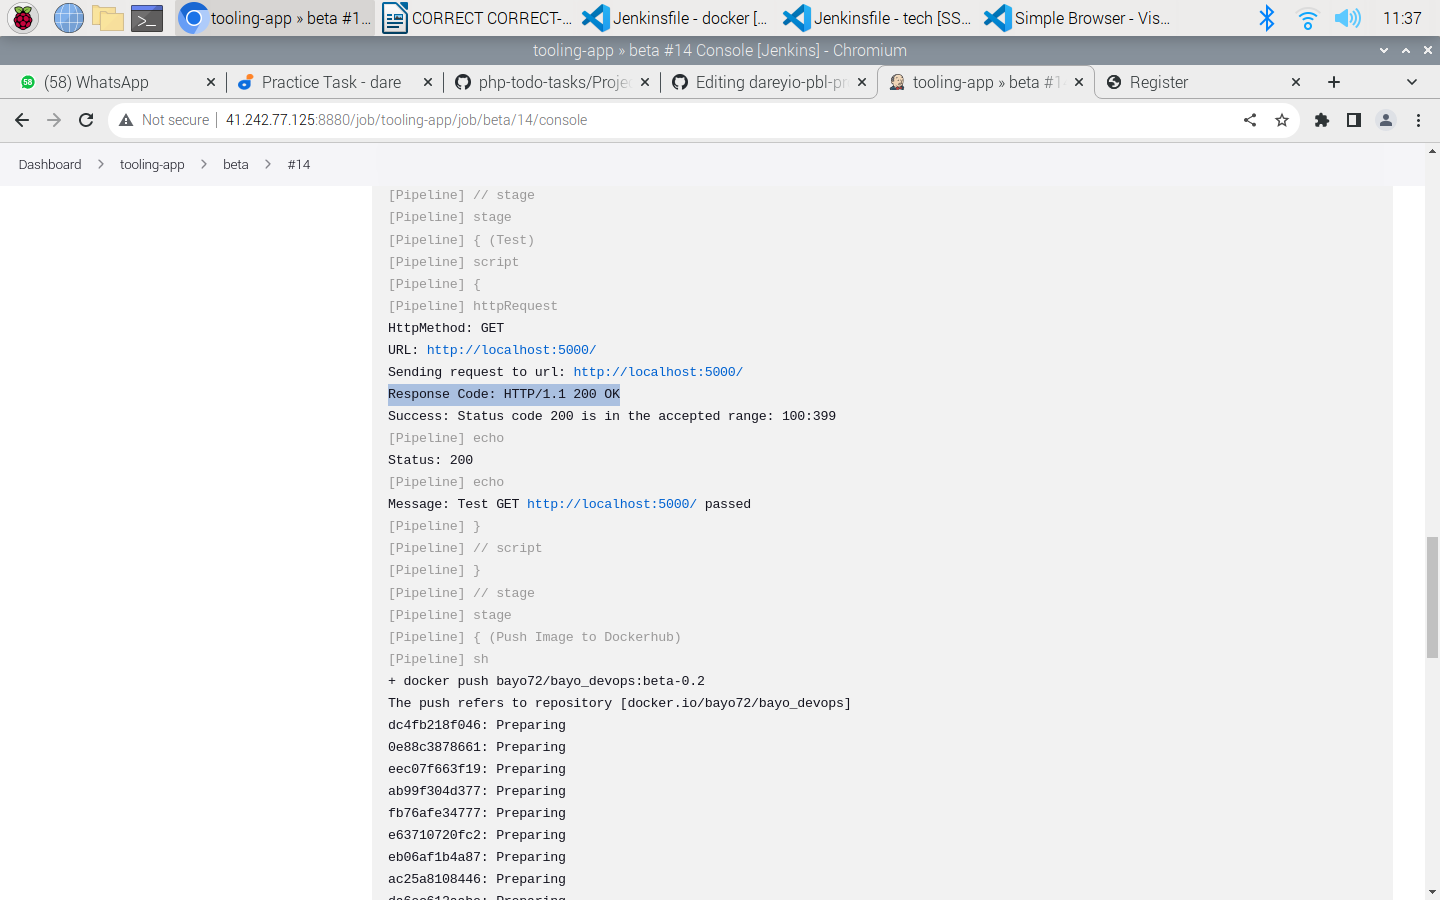 tooling-app » beta #1...
CORRECT CORRECT-...
Jenkinsfile - docker [...
Jenkinsfile - tech [SS...
Simple Browser - Vis...
11:37
tooling-app » beta #14 Console [Jenkins] - Chromium
(58) WhatsApp
Practice Task - dare
php-todo-tasks/Proje
Editing dareyio-pbl-pr
tooling-app » beta #1
Register
Not secure
41.242.77.125:8880/job/tooling-app/job/beta/14/console
Dashboard
tooling-app
beta
#14
[Pipeline] // stage
[Pipeline] stage
[Pipeline] { (Test)
[Pipeline] script
[Pipeline] {
[Pipeline] httpRequest
HttpMethod: GET
URL: http://localhost:5000/
Sending request to url: http://localhost:5000/
Response Code: HTTP/1.1 200 OK
Success: Status code 200 is in the accepted range: 100:399
[Pipeline] echo
Status: 200
[Pipeline] echo
Message: Test GET http://localhost:5000/ passed
[Pipeline] }
[Pipeline] // script
[Pipeline] }
[Pipeline] // stage
[Pipeline] stage
[Pipeline] { (Push Image to Dockerhub)
[Pipeline] sh
+ docker push bayo72/bayo_devops:beta-0.2
The push refers to repository [docker.io/bayo72/bayo_devops]
dc4fb218f046: Preparing
0e88c3878661: Preparing
eec07f663f19: Preparing
ab99f304d377: Preparing
fb76afe34777: Preparing
e63710720fc2: Preparing
eb06af1b4a87: Preparing
ac25a8108446: Preparing